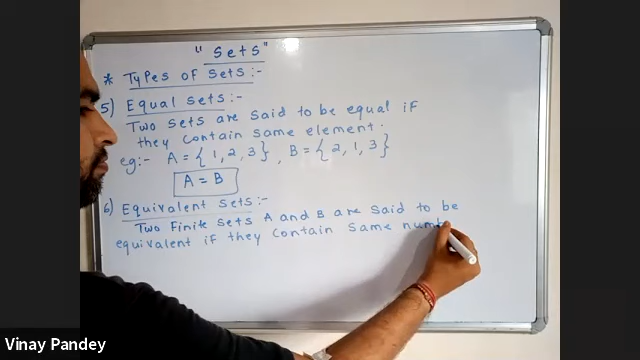 "Sets"
* Types of Sets:-
5) Equal Sets:-
Two sets are said to be equal if
they contain same element.
eg:- A = { 1, 2, 3 } , B = { 2, 1, 3 }
A = B
6) Equivalent Sets:-
Two Finite sets A and B are said to be
equivalent if they contain same numb
Vinay Pandey